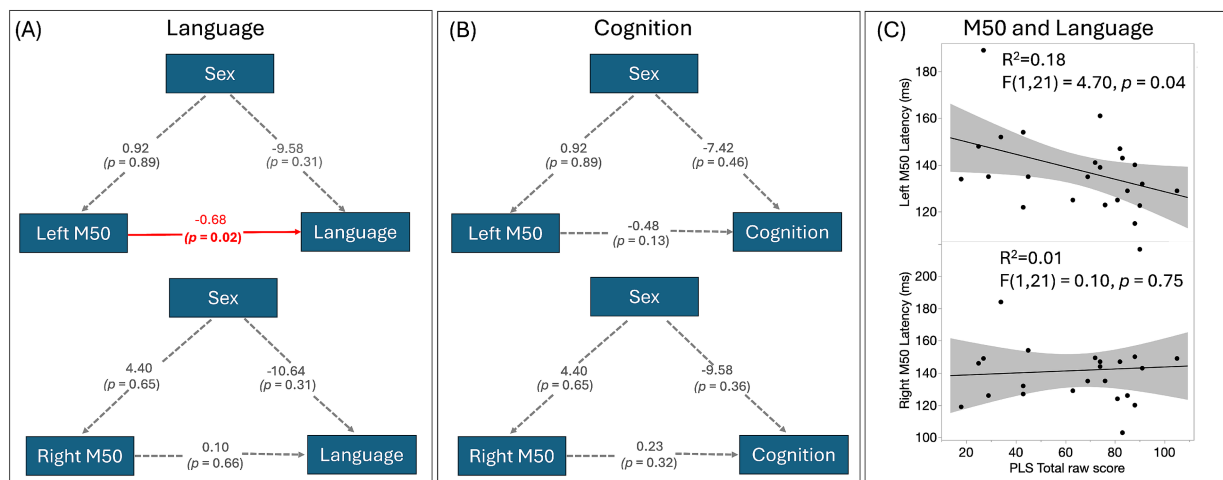 (A)
Language
Sex
0.92
(p = 0.89)
-9.58
(p = 0.31)
Left M50
-0.68
(p = 0.02)
Language
Sex
4.40
(p = 0.65)
-10.64
(p = 0.31)
Right M50
0.10
(p = 0.66)
Language
(B)
Cognition
Sex
0.92
(p = 0.89)
-7.42
(p = 0.46)
Left M50
-0.48
(p = 0.13)
Cognition
Sex
4.40
(p = 0.65)
-9.58
(p = 0.36)
Right M50
0.23
(p = 0.32)
Cognition
(C)
M50 and Language
R²=0.18
F(1,21) = 4.70, p = 0.04
Left M50 Latency (ms)
180
160
140
120
R²=0.01
F(1,21) = 0.10, p = 0.75
Right M50 Latency (ms)
200
180
160
140
120
100
20 40 60 80 100
PLS Total raw score